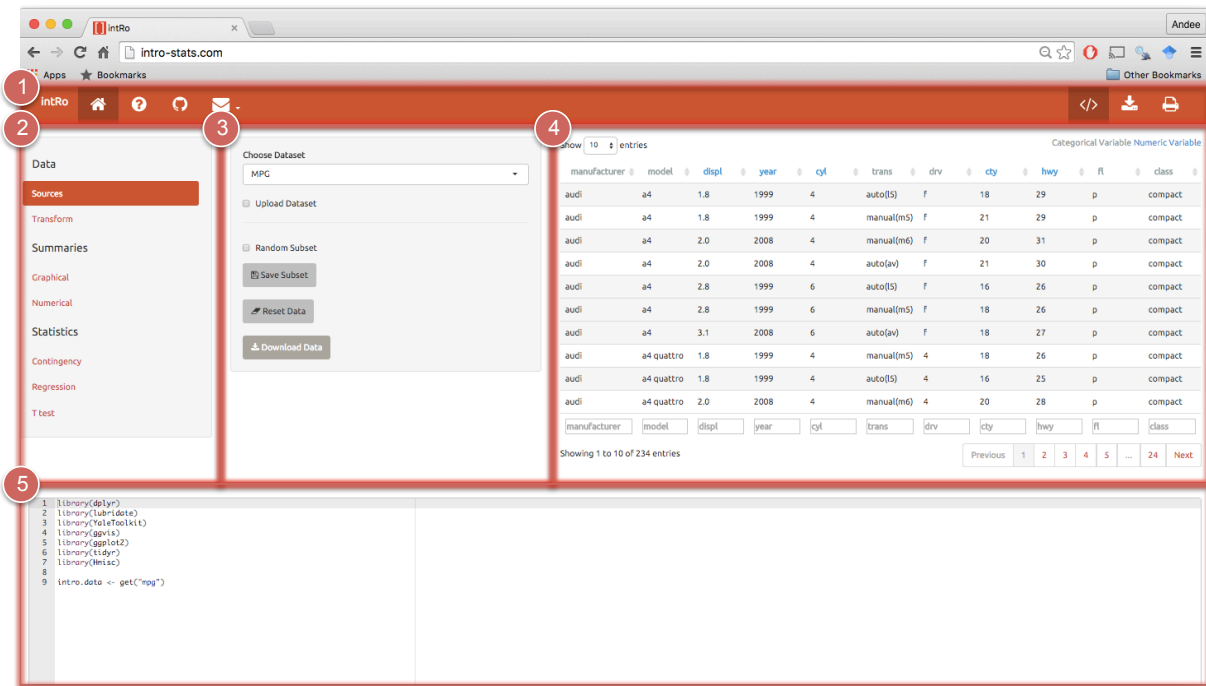 intRo
Andee
intro-stats.com
Apps Bookmarks Other Bookmarks
1
intRo
</>
2
3
4
Data
Sources
Transform
Summaries
Graphical
Numerical
Statistics
Contingency
Regression
T test
Choose Dataset
MPG
Upload Dataset
Random Subset
Save Subset
Reset Data
Download Data
Show 10 entries
Categorical Variable Numeric Variable
manufacturer model displ year cyl trans drv cty hwy fl class
audi a4 1.8 1999 4 auto(l5) f 18 29 p compact
audi a4 1.8 1999 4 manual(m5) f 21 29 p compact
audi a4 2.0 2008 4 manual(m6) f 20 31 p compact
audi a4 2.0 2008 4 auto(av) f 21 30 p compact
audi a4 2.8 1999 6 auto(l5) f 16 26 p compact
audi a4 2.8 1999 6 manual(m5) f 18 26 p compact
audi a4 3.1 2008 6 auto(av) f 18 27 p compact
audi a4 quattro 1.8 1999 4 manual(m5) 4 18 26 p compact
audi a4 quattro 1.8 1999 4 auto(l5) 4 16 25 p compact
audi a4 quattro 2.0 2008 4 manual(m6) 4 20 28 p compact
manufacturer model displ year cyl trans drv cty hwy fl class
Showing 1 to 10 of 234 entries
Previous 1 2 3 4 5 ... 24 Next
5
1 library(dplyr)
2 library(lubridate)
3 library(YaleToolkit)
4 library(ggvis)
5 library(ggplot2)
6 library(tidyr)
7 library(Hmisc)
8
9 intro.data <- get("mpg")